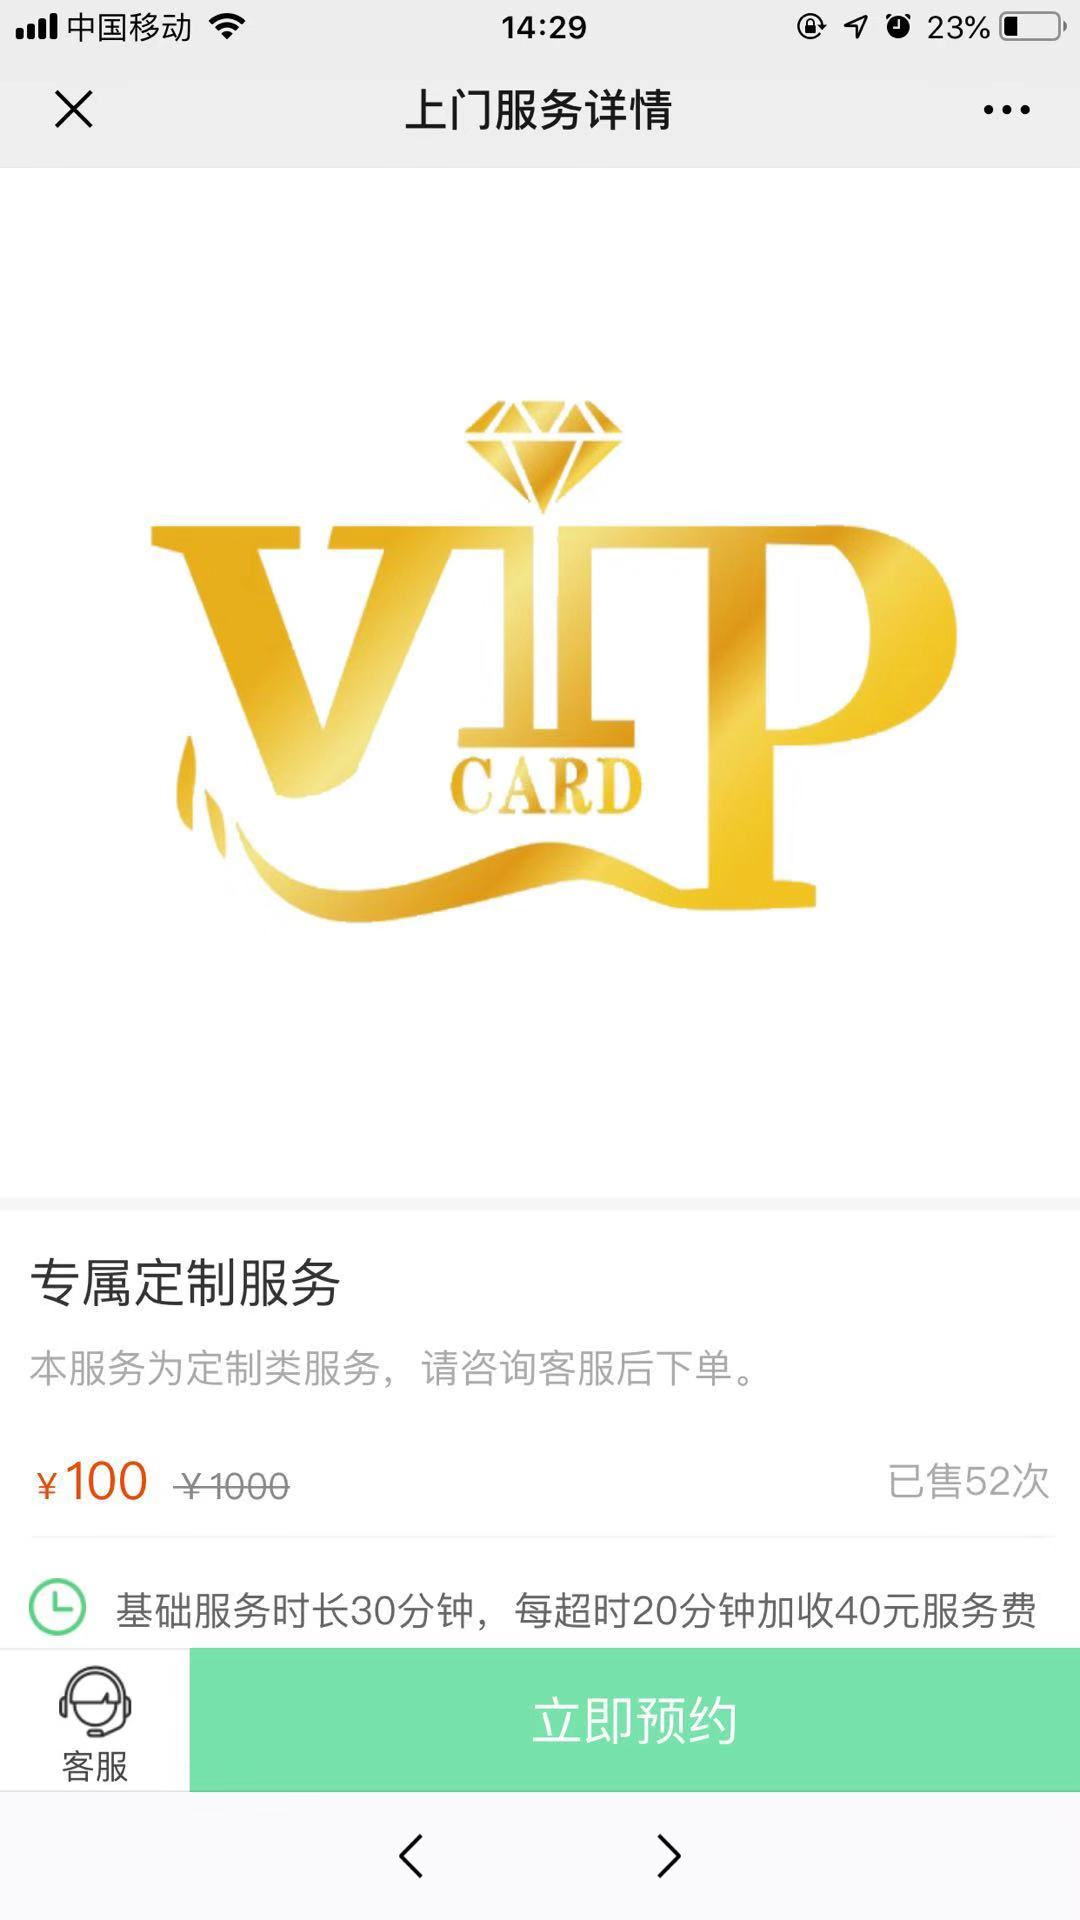 中国移动 14:29 23%
上门服务详情
VIP
CARD
专属定制服务
本服务为定制类服务，请咨询客服后下单。
¥100 ¥1000 已售52次
基础服务时长30分钟，每超时20分钟加收40元服务费
客服 立即预约